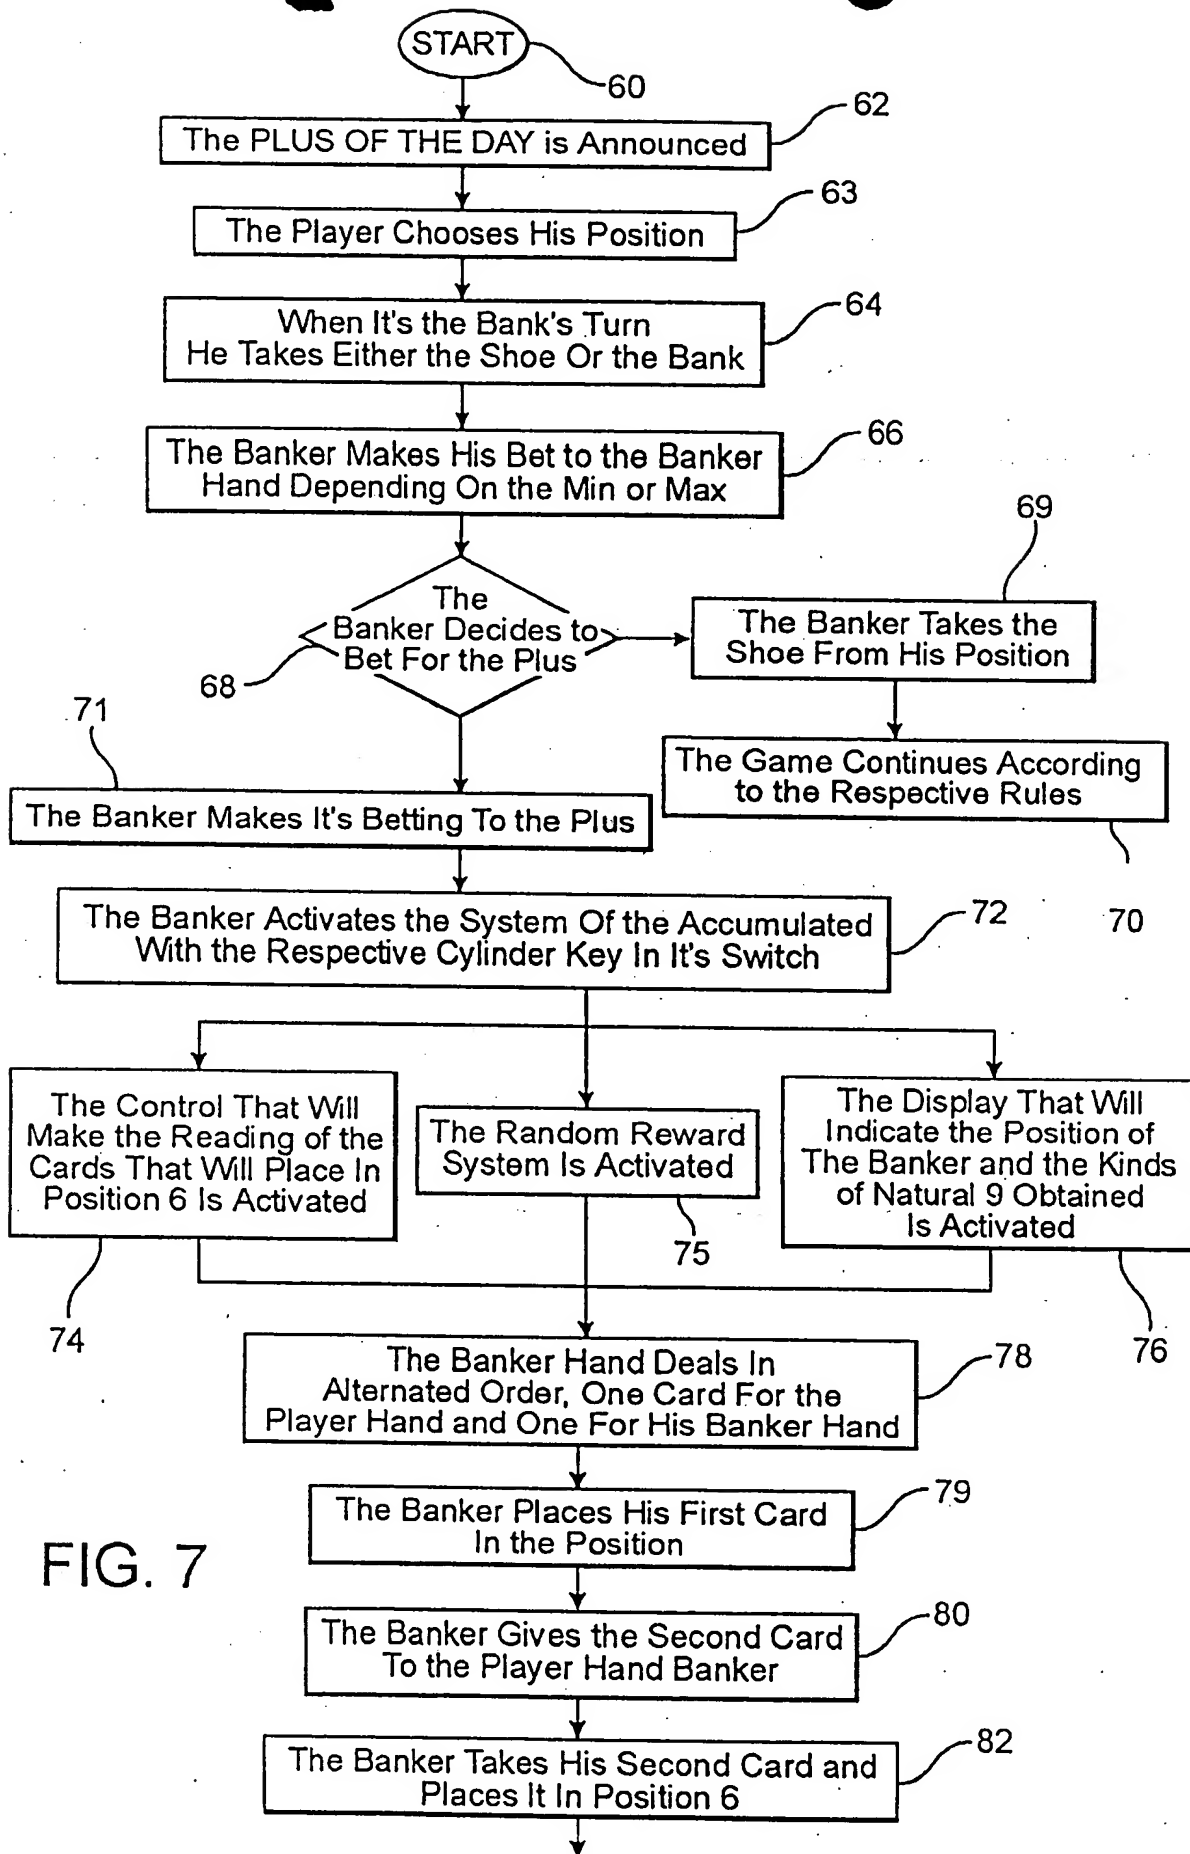 START
60
The PLUS OF THE DAY is Announced
62
The Player Chooses His Position
63
When It's the Bank's Turn
He Takes Either the Shoe Or the Bank
64
The Banker Makes His Bet to the Banker
Hand Depending On the Min or Max
66
The
Banker Decides to
Bet For the Plus
68
69
The Banker Takes the
Shoe From His Position
The Game Continues According
to the Respective Rules
70
71
The Banker Makes It's Betting To the Plus
The Banker Activates the System Of the Accumulated
With the Respective Cylinder Key In It's Switch
72
The Control That Will
Make the Reading of the
Cards That Will Place In
Position 6 Is Activated
74
The Random Reward
System Is Activated
75
The Display That Will
Indicate the Position of
The Banker and the Kinds
of Natural 9 Obtained
Is Activated
76
The Banker Hand Deals In
Alternated Order, One Card For the
Player Hand and One For His Banker Hand
78
The Banker Places His First Card
In the Position
79
The Banker Gives the Second Card
To the Player Hand Banker
80
The Banker Takes His Second Card and
Places It In Position 6
82
FIG. 7